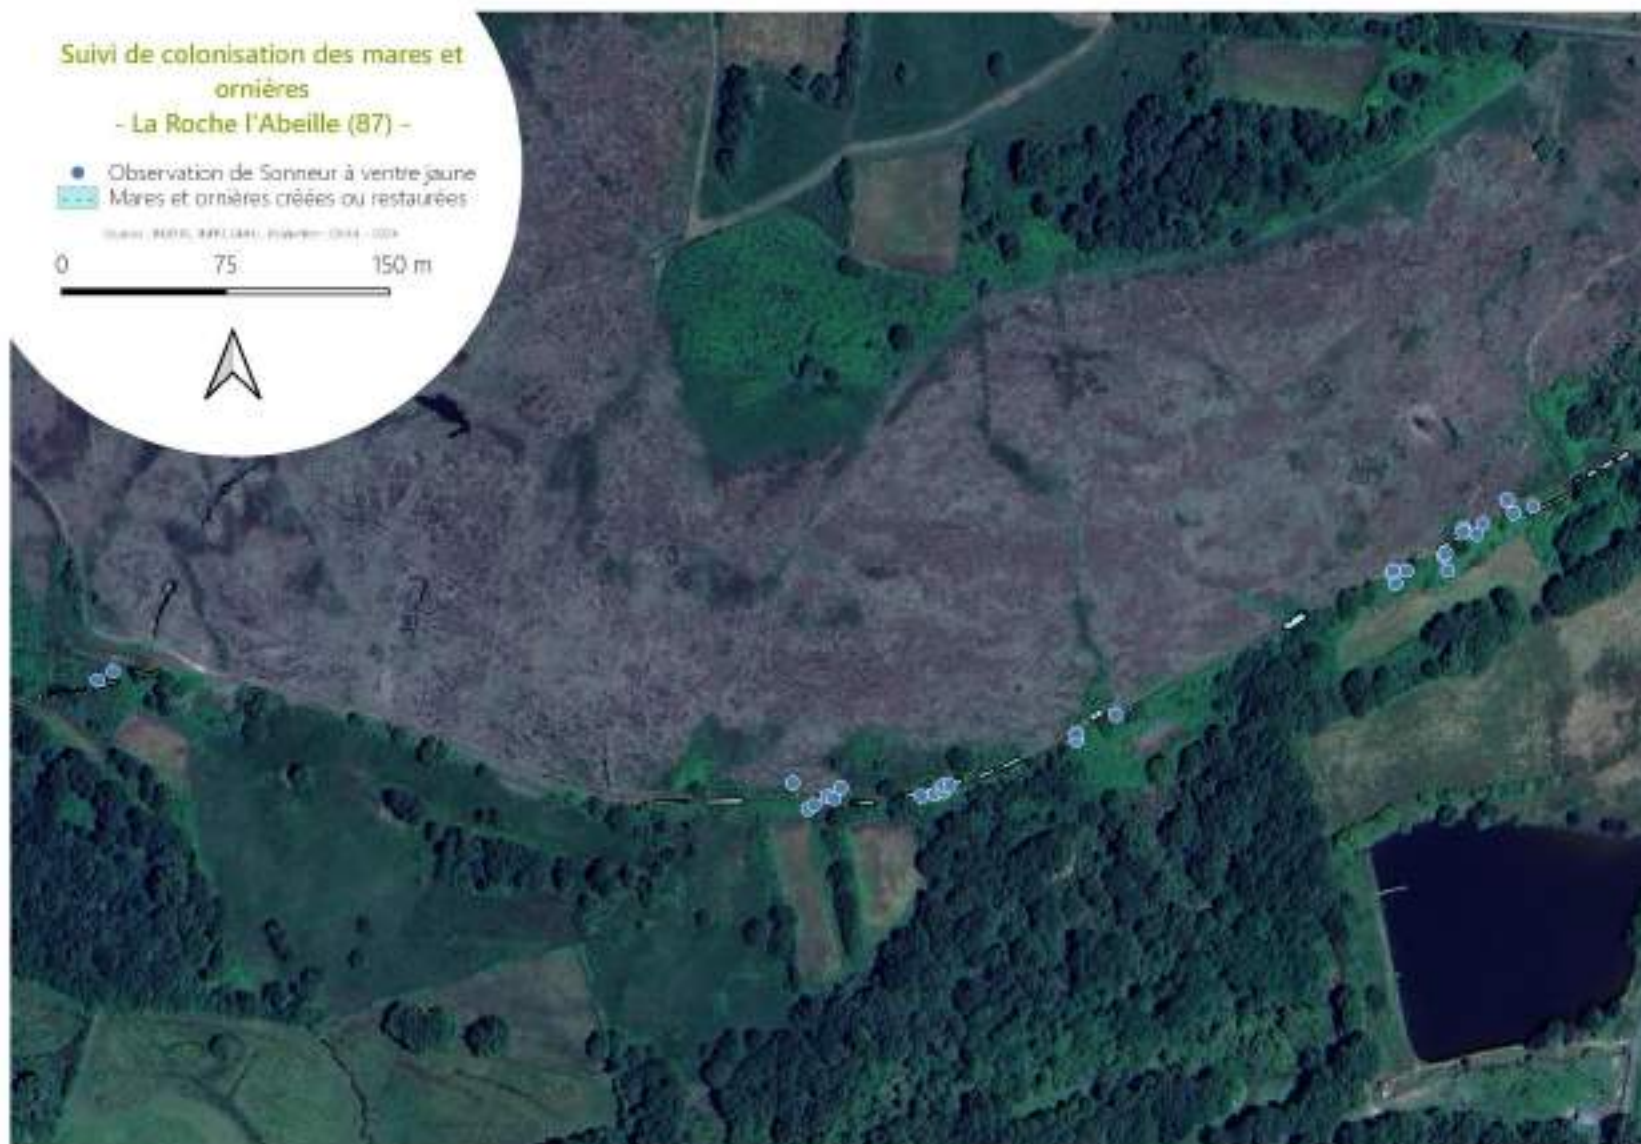 Suivi de colonisation des mares et
ornières
- La Roche l'Abeille (87) -
Observation de Sonneur à ventre jaune
Mares et ornières créées ou restaurées
0 75 150 m